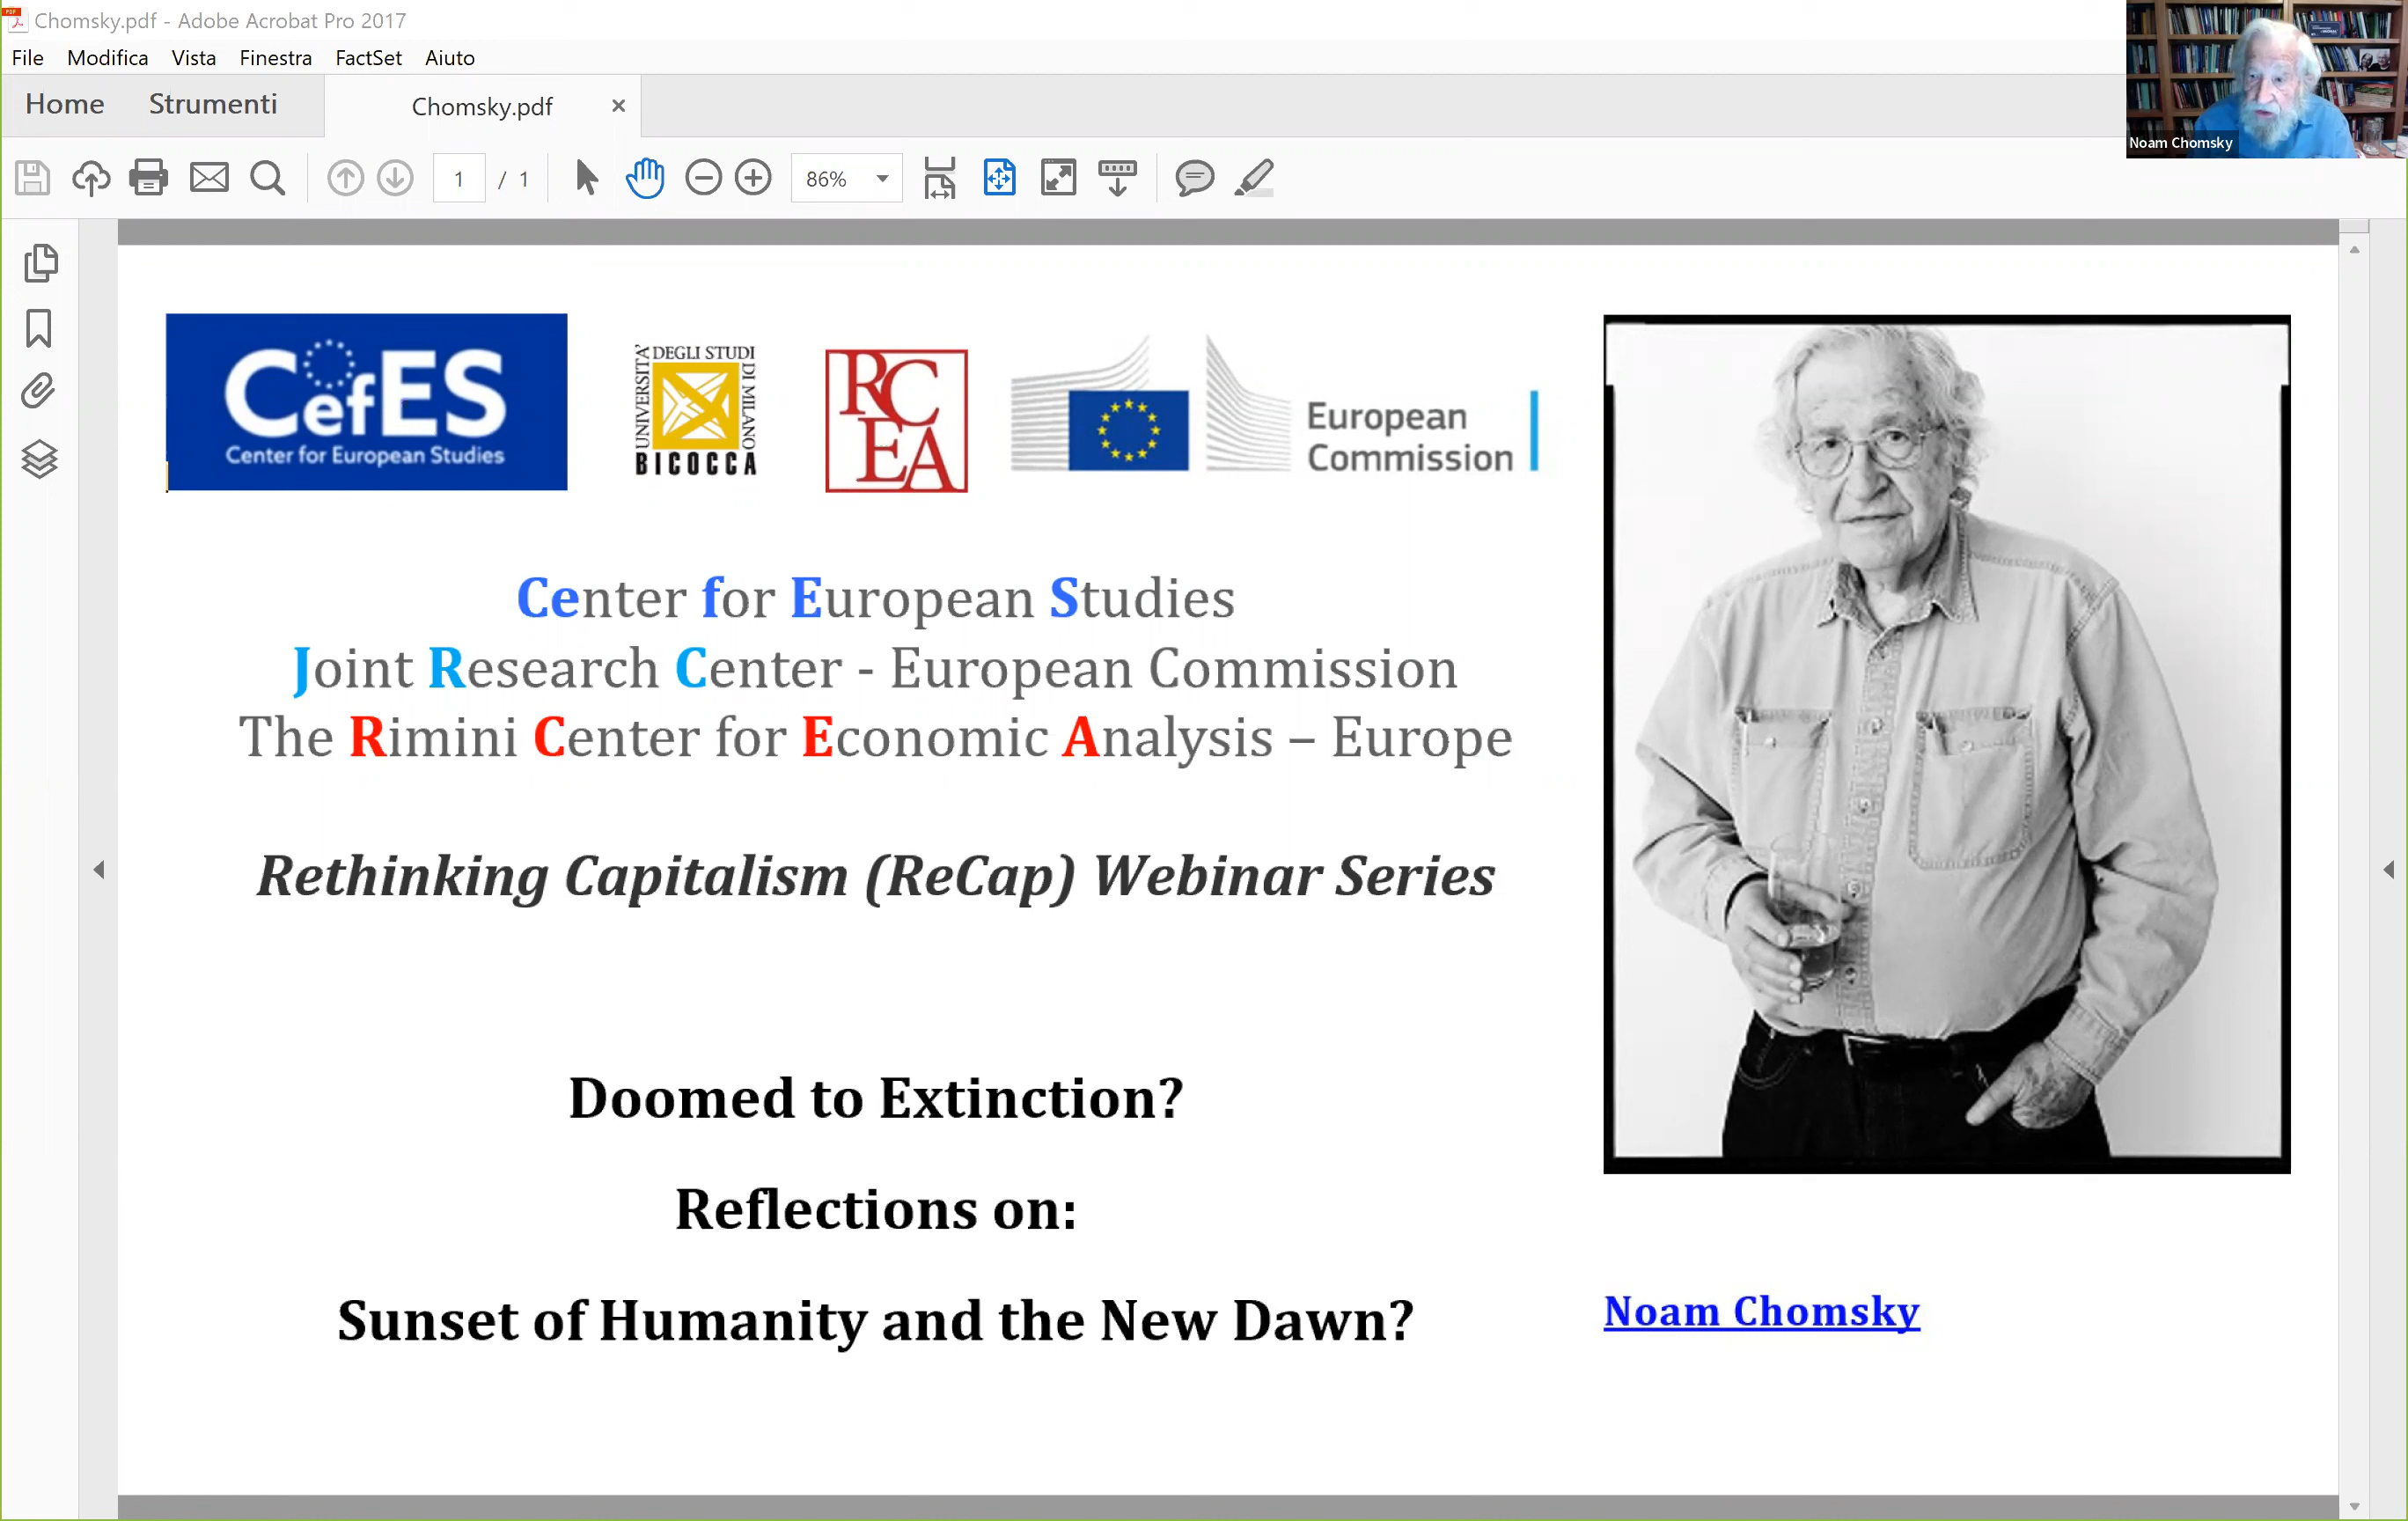 Chomsky.pdf - Adobe Acrobat Pro 2017
File Modifica Vista Finestra FactSet Aiuto
Home Strumenti Chomsky.pdf ×
1 / 1 86%
Noam Chomsky
CefES
Center for European Studies
UNIVERSITA' DEGLI STUDI DI MILANO
BICOCCA
RCEA
European
Commission
Center for European Studies
Joint Research Center - European Commission
The Rimini Center for Economic Analysis – Europe
Rethinking Capitalism (ReCap) Webinar Series
Doomed to Extinction?
Reflections on:
Sunset of Humanity and the New Dawn?
Noam Chomsky